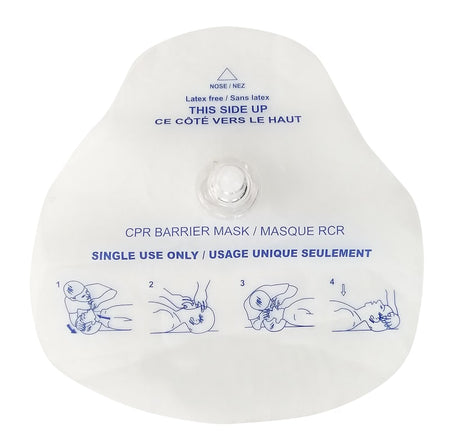 NOSE / NEZ
Latex free / Sans latex
THIS SIDE UP
CE CÔTÉ VERS LE HAUT
CPR BARRIER MASK / MASQUE RCR
SINGLE USE ONLY / USAGE UNIQUE SEULEMENT
1 2 3 4